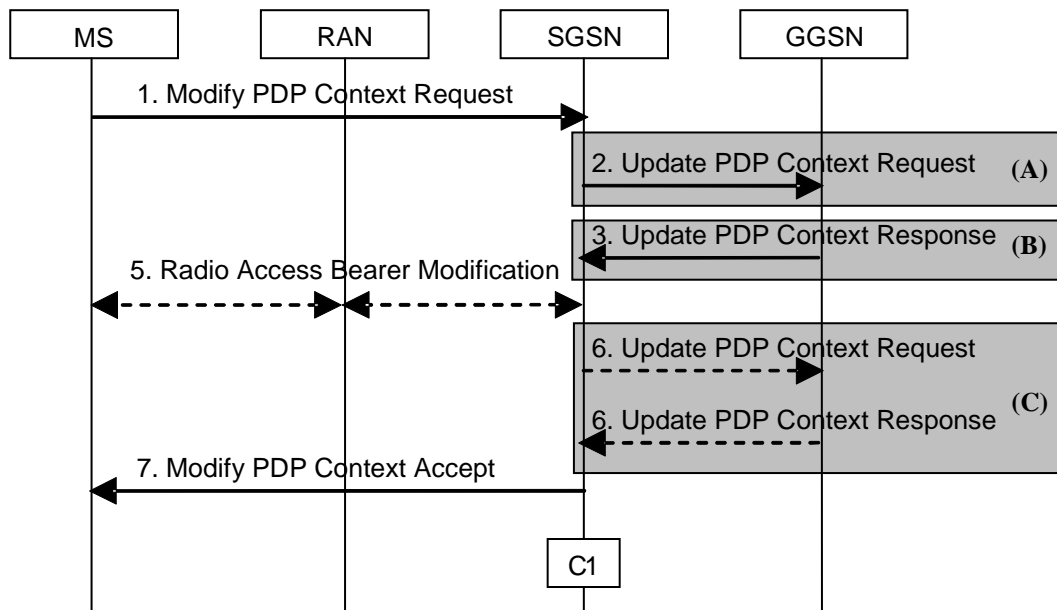 MS RAN SGSN GGSN
1. Modify PDP Context Request
2. Update PDP Context Request (A)
3. Update PDP Context Response (B)
5. Radio Access Bearer Modification
6. Update PDP Context Request
(C)
6. Update PDP Context Response
7. Modify PDP Context Accept
C1